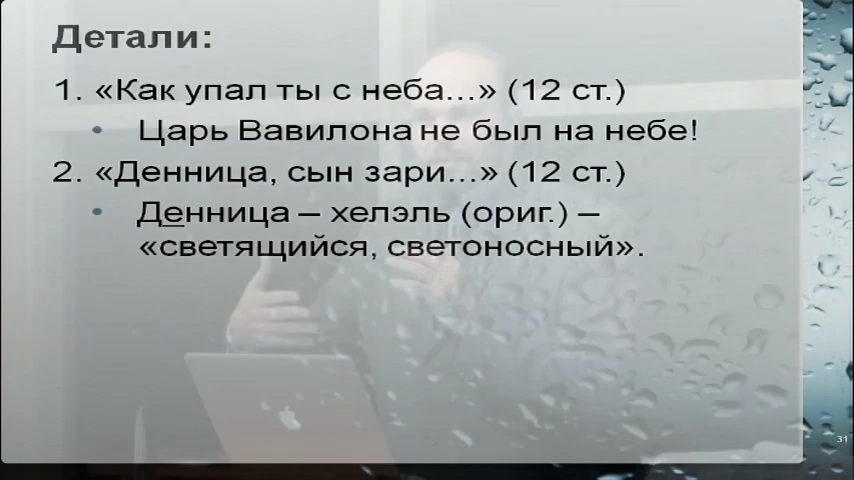 Детали:
1. «Как упал ты с неба...» (12 ст.)
• Царь Вавилона не был на небе!
2. «Денница, сын зари...» (12 ст.)
• Денница – хелэль (ориг.) –
«светящийся, светоносный».
31